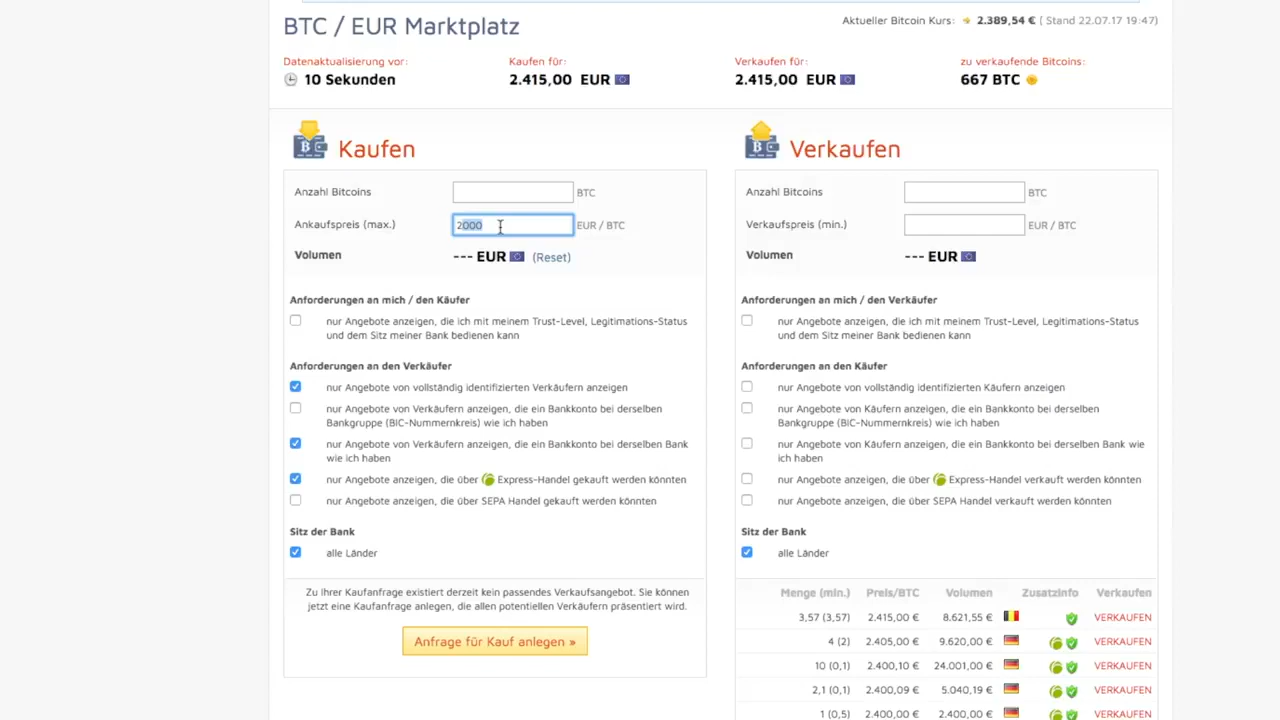 BTC / EUR Marktplatz
Aktueller Bitcoin Kurs: 2.389,54 € ( Stand 22.07.17 19:47)
Datenaktualisierung vor: Kaufen für: Verkaufen für: zu verkaufende Bitcoins:
10 Sekunden 2.415,00 EUR 2.415,00 EUR 667 BTC
Kaufen
Anzahl Bitcoins BTC
Ankaufspreis (max.) 2000 EUR / BTC
Volumen --- EUR (Reset)
Anforderungen an mich / den Käufer
nur Angebote anzeigen, die ich mit meinem Trust-Level, Legitimations-Status
und dem Sitz meiner Bank bedienen kann
Anforderungen an den Verkäufer
nur Angebote von vollständig identifizierten Verkäufern anzeigen
nur Angebote von Verkäufern anzeigen, die ein Bankkonto bei derselben
Bankgruppe (BIC-Nummernkreis) wie ich haben
nur Angebote von Verkäufern anzeigen, die ein Bankkonto bei derselben Bank
wie ich haben
nur Angebote anzeigen, die über Express-Handel gekauft werden könnten
nur Angebote anzeigen, die über SEPA Handel gekauft werden könnten
Sitz der Bank
alle Länder
Zu Ihrer Kaufanfrage existiert derzeit kein passendes Verkaufsangebot. Sie können
jetzt eine Kaufanfrage anlegen, die allen potentiellen Verkäufern präsentiert wird.
Anfrage für Kauf anlegen »
Verkaufen
Anzahl Bitcoins BTC
Verkaufspreis (min.) EUR / BTC
Volumen --- EUR
Anforderungen an mich / den Verkäufer
nur Angebote anzeigen, die ich mit meinem Trust-Level, Legitimations-Status
und dem Sitz meiner Bank bedienen kann
Anforderungen an den Käufer
nur Angebote von vollständig identifizierten Käufern anzeigen
nur Angebote von Käufern anzeigen, die ein Bankkonto bei derselben
Bankgruppe (BIC-Nummernkreis) wie ich haben
nur Angebote von Käufern anzeigen, die ein Bankkonto bei derselben Bank wie
ich haben
nur Angebote anzeigen, die über Express-Handel verkauft werden könnten
nur Angebote anzeigen, die über SEPA Handel verkauft werden könnten
Sitz der Bank
alle Länder
Menge (min.) Preis/BTC Volumen Zusatzinfo Verkaufen
3,57 (3,57) 2.415,00 € 8.621,55 € VERKAUFEN
4 (2) 2.405,00 € 9.620,00 € VERKAUFEN
10 (0,1) 2.400,10 € 24.001,00 € VERKAUFEN
2,1 (0,1) 2.400,09 € 5.040,19 € VERKAUFEN
1 (0,5) 2.400,00 € 2.400,00 € VERKAUFEN